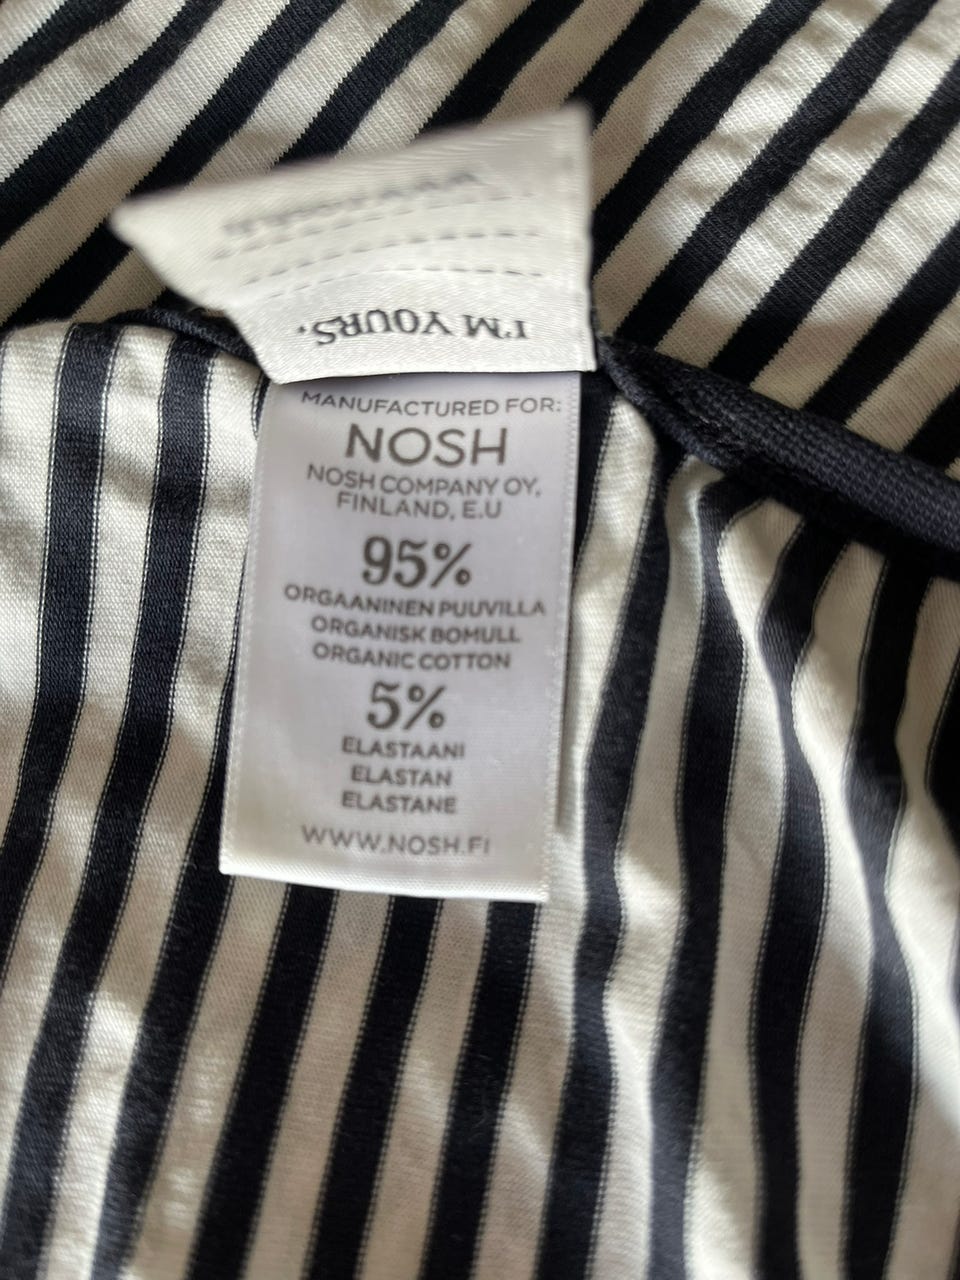 I'M YOURS.
MANUFACTURED FOR:
NOSH
NOSH COMPANY OY,
FINLAND, E.U
95%
ORGAANINEN PUUVILLA
ORGANISK BOMULL
ORGANIC COTTON
5%
ELASTAANI
ELASTAN
ELASTANE
WWW.NOSH.FI